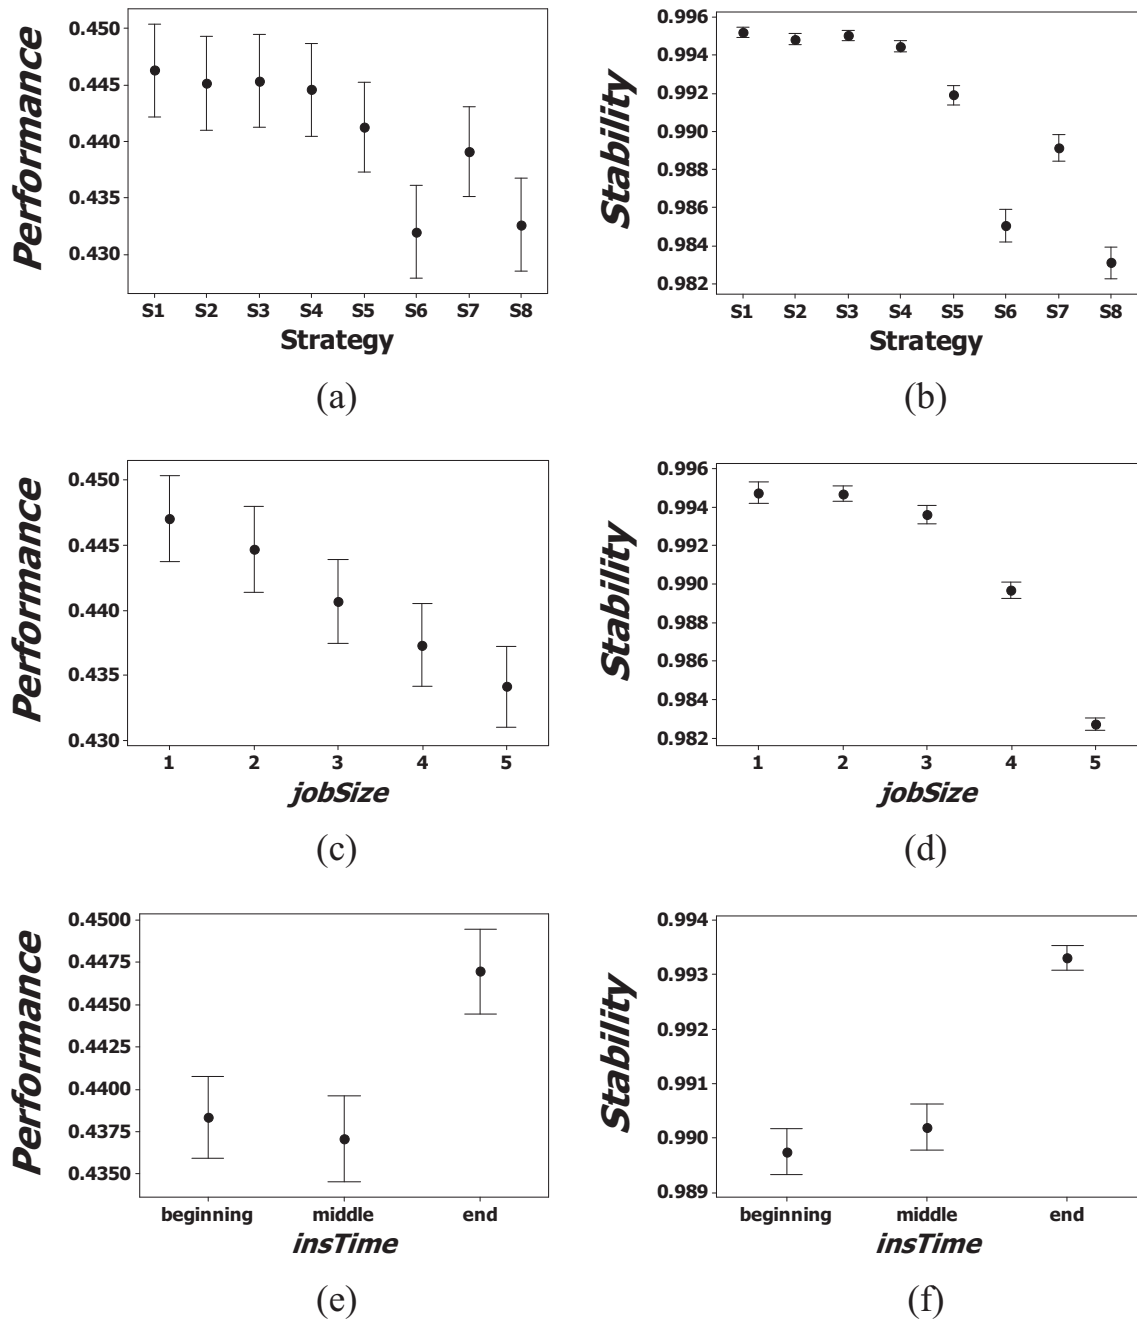 Performance
0.450
0.445
0.440
0.435
0.430
S1 S2 S3 S4 S5 S6 S7 S8
Strategy
(a)
Stability
0.996
0.994
0.992
0.990
0.988
0.986
0.984
0.982
S1 S2 S3 S4 S5 S6 S7 S8
Strategy
(b)
Performance
0.450
0.445
0.440
0.435
0.430
1 2 3 4 5
jobSize
(c)
Stability
0.996
0.994
0.992
0.990
0.988
0.986
0.984
0.982
1 2 3 4 5
jobSize
(d)
Performance
0.4500
0.4475
0.4450
0.4425
0.4400
0.4375
0.4350
beginning middle end
insTime
(e)
Stability
0.994
0.993
0.992
0.991
0.990
0.989
beginning middle end
insTime
(f)